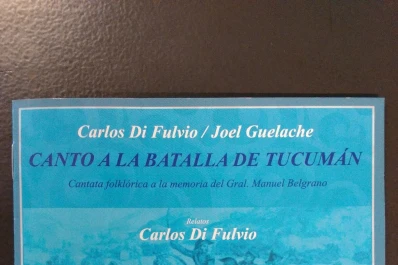 Carlos Di Fulvio / Joel Guelache
CANTO A LA BATALLA DE TUCUMÁN
Cantata folklórica a la memoria del Gral. Manuel Belgrano
Relatos
Carlos Di Fulvio